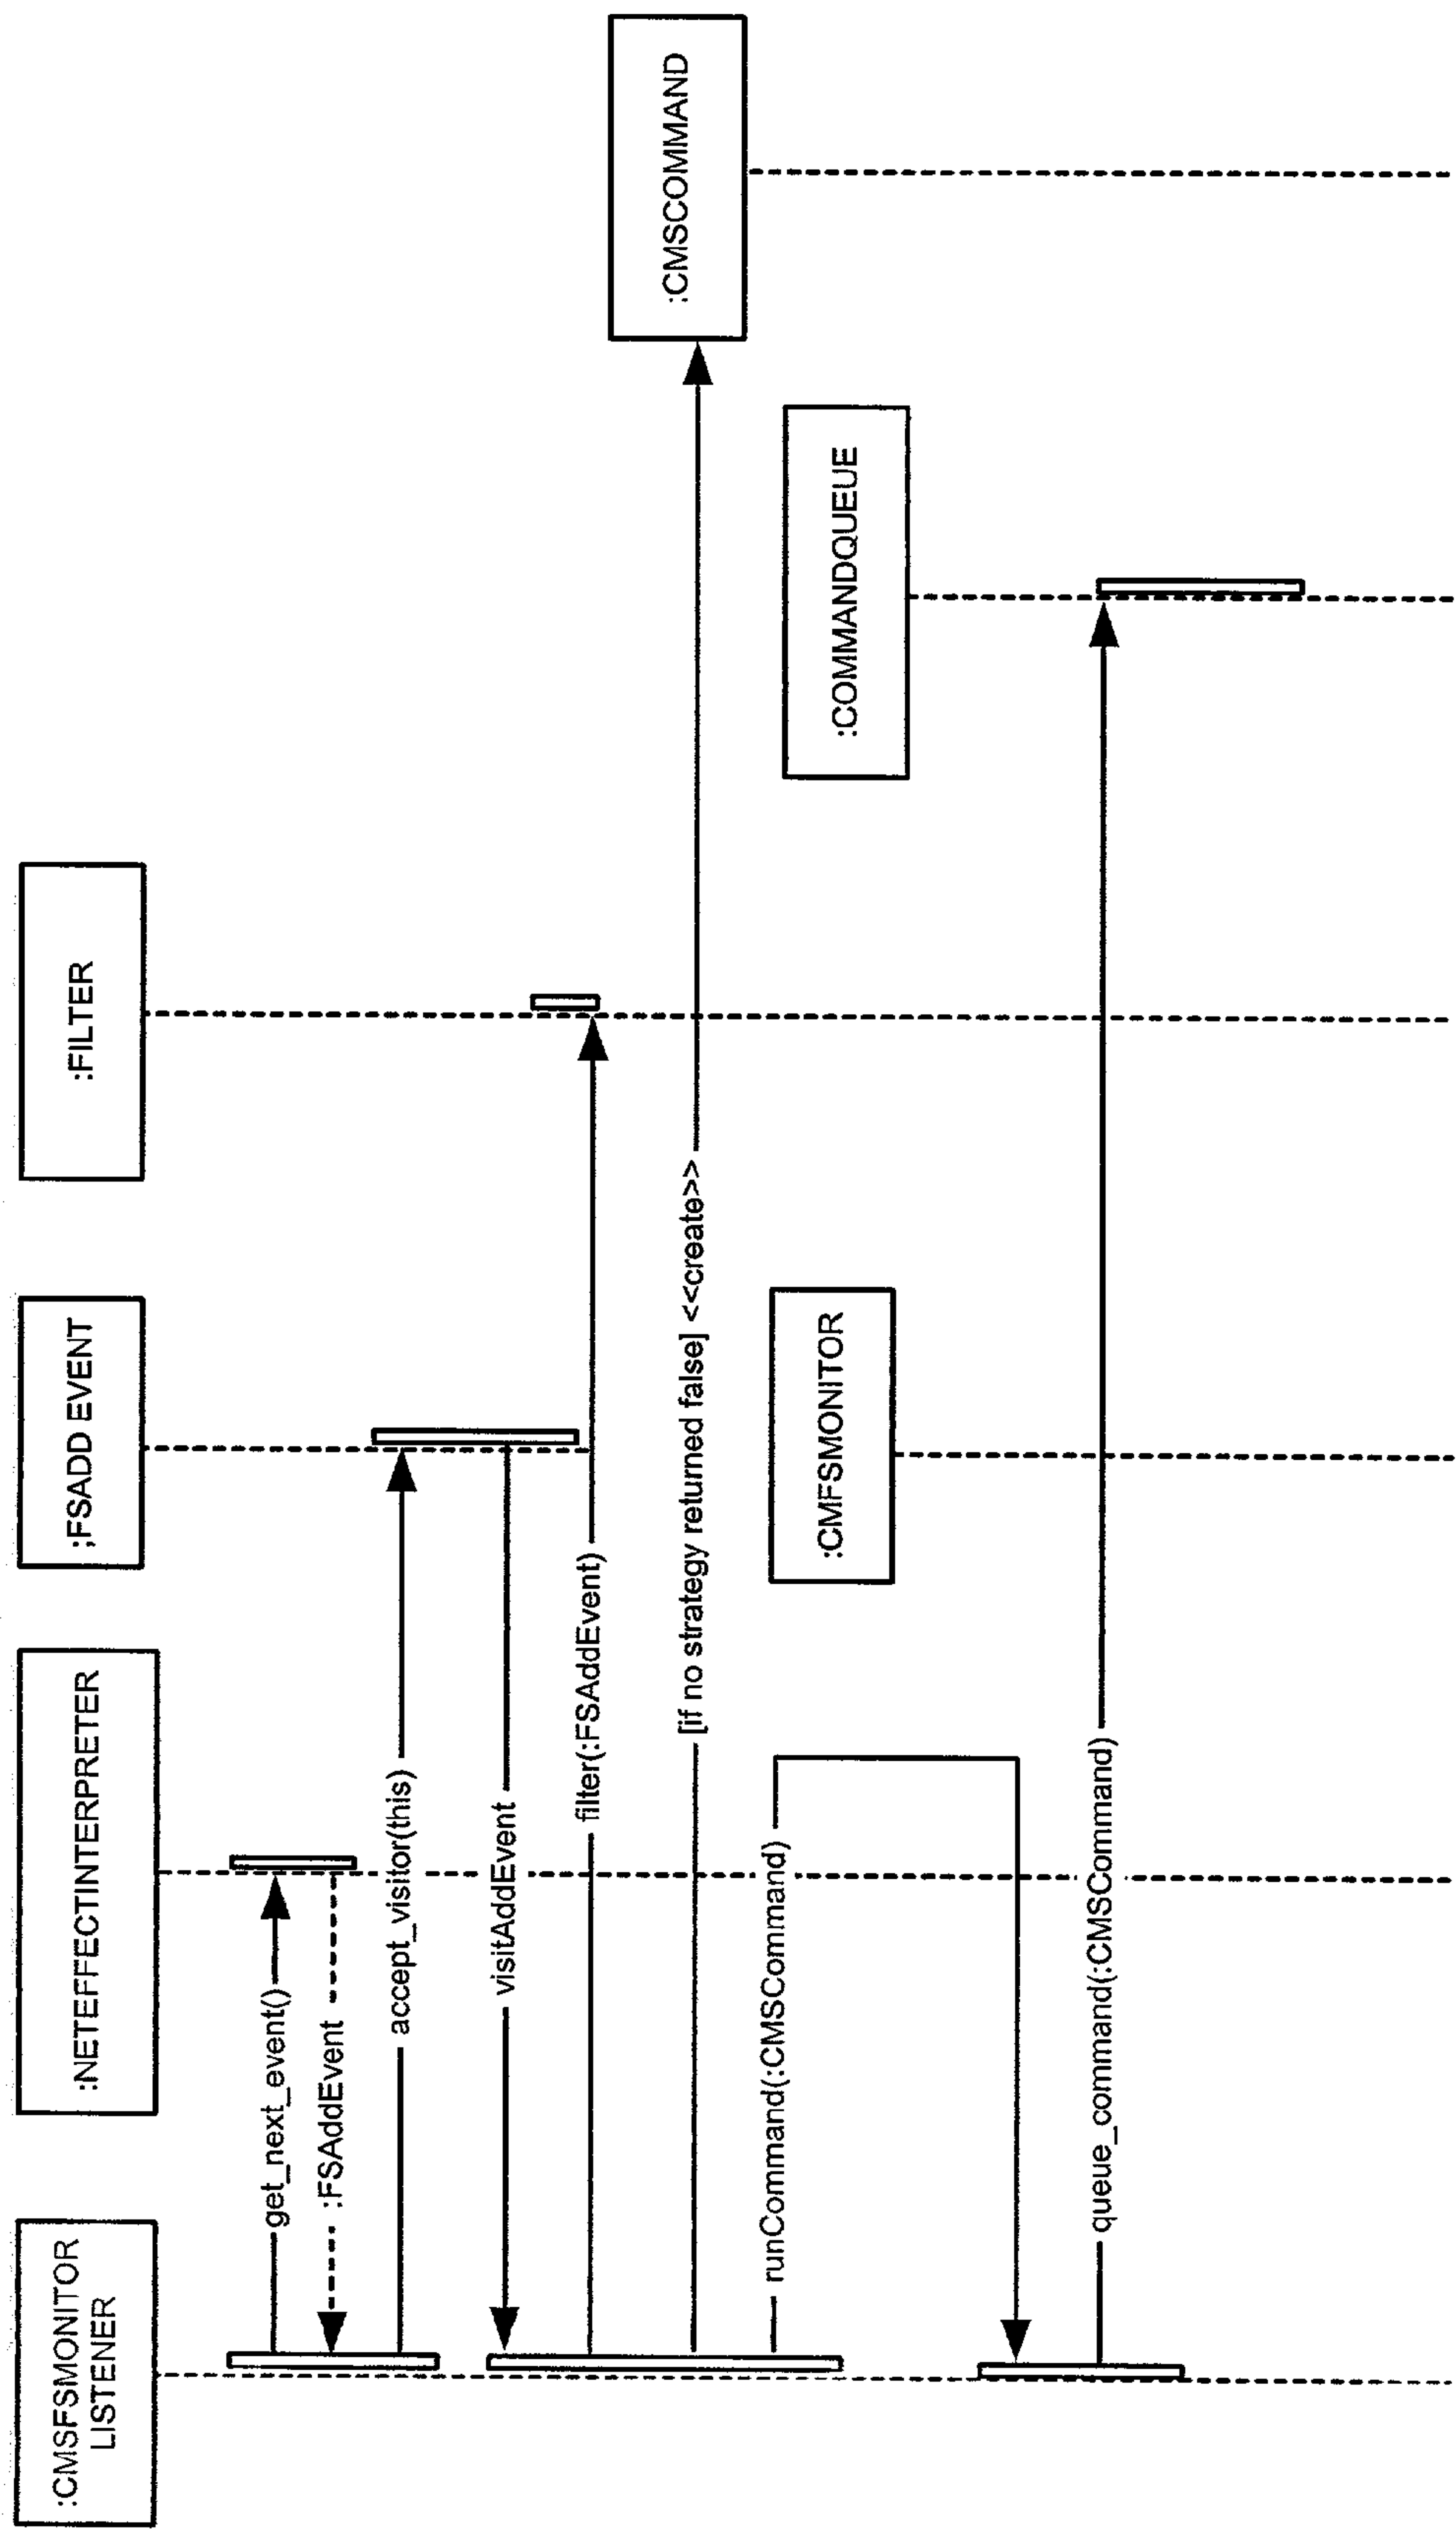 :CMSFSMONITOR
LISTENER
:NETEFFECTINTERPRETER
;FSADD EVENT
:FILTER
get_next_event()
:FSAddEvent
accept_visitor(this)
visitAddEvent
filter(:FSAddEvent)
[if no strategy returned false] <<create>>
:CMSCOMMAND
runCommand(:CMSCommand)
:CMFSMONITOR
:COMMANDQUEUE
queue_command(:CMSCommand)